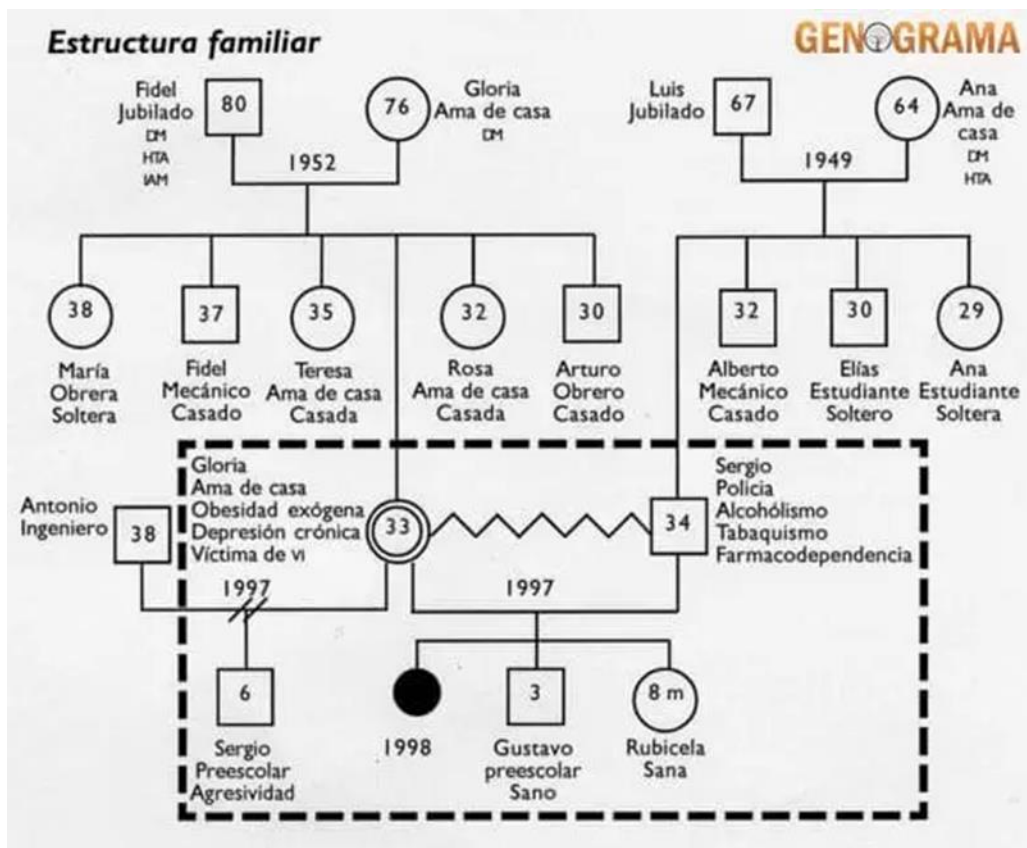 Estructura familiar
GENOGRAMA
Fidel
Jubilado
DM
HTA
IAM
80
76
Gloria
Ama de casa
DM
1952
Luis
Jubilado
67
64
Ana
Ama de
casa
DM
HTA
1949
38
María
Obrera
Soltera
37
Fidel
Mecánico
Casado
35
Teresa
Ama de casa
Casada
32
Rosa
Ama de casa
Casada
30
Arturo
Obrero
Casado
32
Alberto
Mecánico
Casado
30
Elías
Estudiante
Soltero
29
Ana
Estudiante
Soltera
Antonio
Ingeniero
38
Gloria
Ama de casa
Obesidad exógena
Depresión crónica
Víctima de VI
33
34
Sergio
Policia
Alcohólismo
Tabaquismo
Farmacodependencia
1997
1997
6
Sergio
Preescolar
Agresividad
1998
3
Gustavo
preescolar
Sano
8 m
Rubicela
Sana